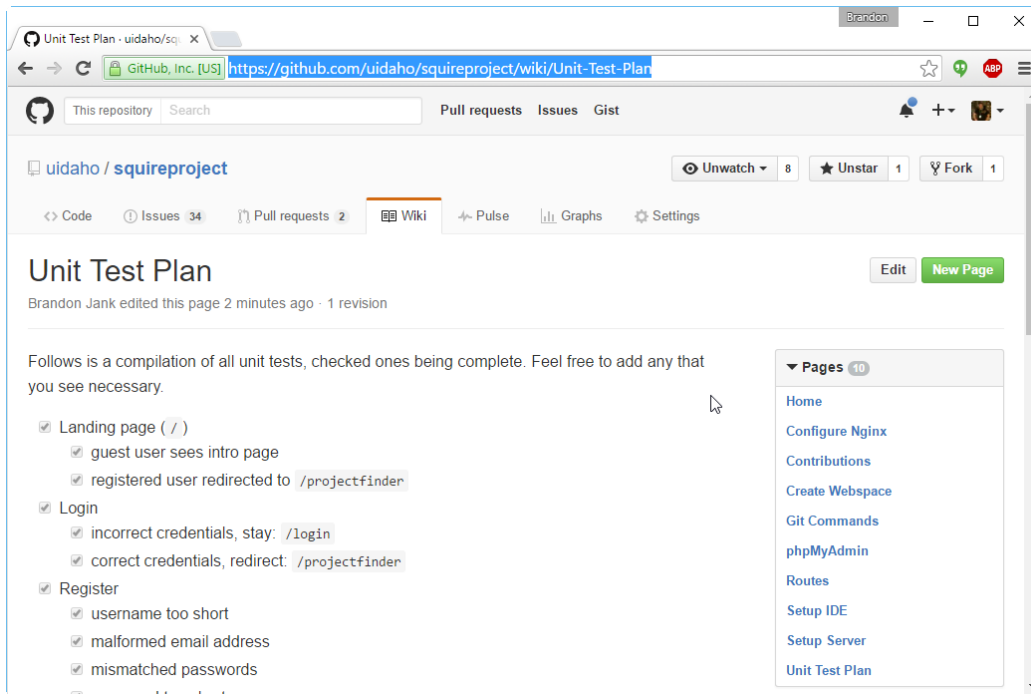 Brandon
Unit Test Plan - uidaho/squ
GitHub, Inc. [US] https://github.com/uidaho/squireproject/wiki/Unit-Test-Plan
ABP
This repository Search Pull requests Issues Gist
uidaho / squireproject Unwatch 8 Unstar 1 Fork 1
Code Issues 34 Pull requests 2 Wiki Pulse Graphs Settings
Unit Test Plan Edit New Page
Brandon Jank edited this page 2 minutes ago · 1 revision
Follows is a compilation of all unit tests, checked ones being complete. Feel free to add any that
you see necessary.
Landing page ( / )
guest user sees intro page
registered user redirected to /projectfinder
Login
incorrect credentials, stay: /login
correct credentials, redirect: /projectfinder
Register
username too short
malformed email address
mismatched passwords
Pages 10
Home
Configure Nginx
Contributions
Create Webspace
Git Commands
phpMyAdmin
Routes
Setup IDE
Setup Server
Unit Test Plan